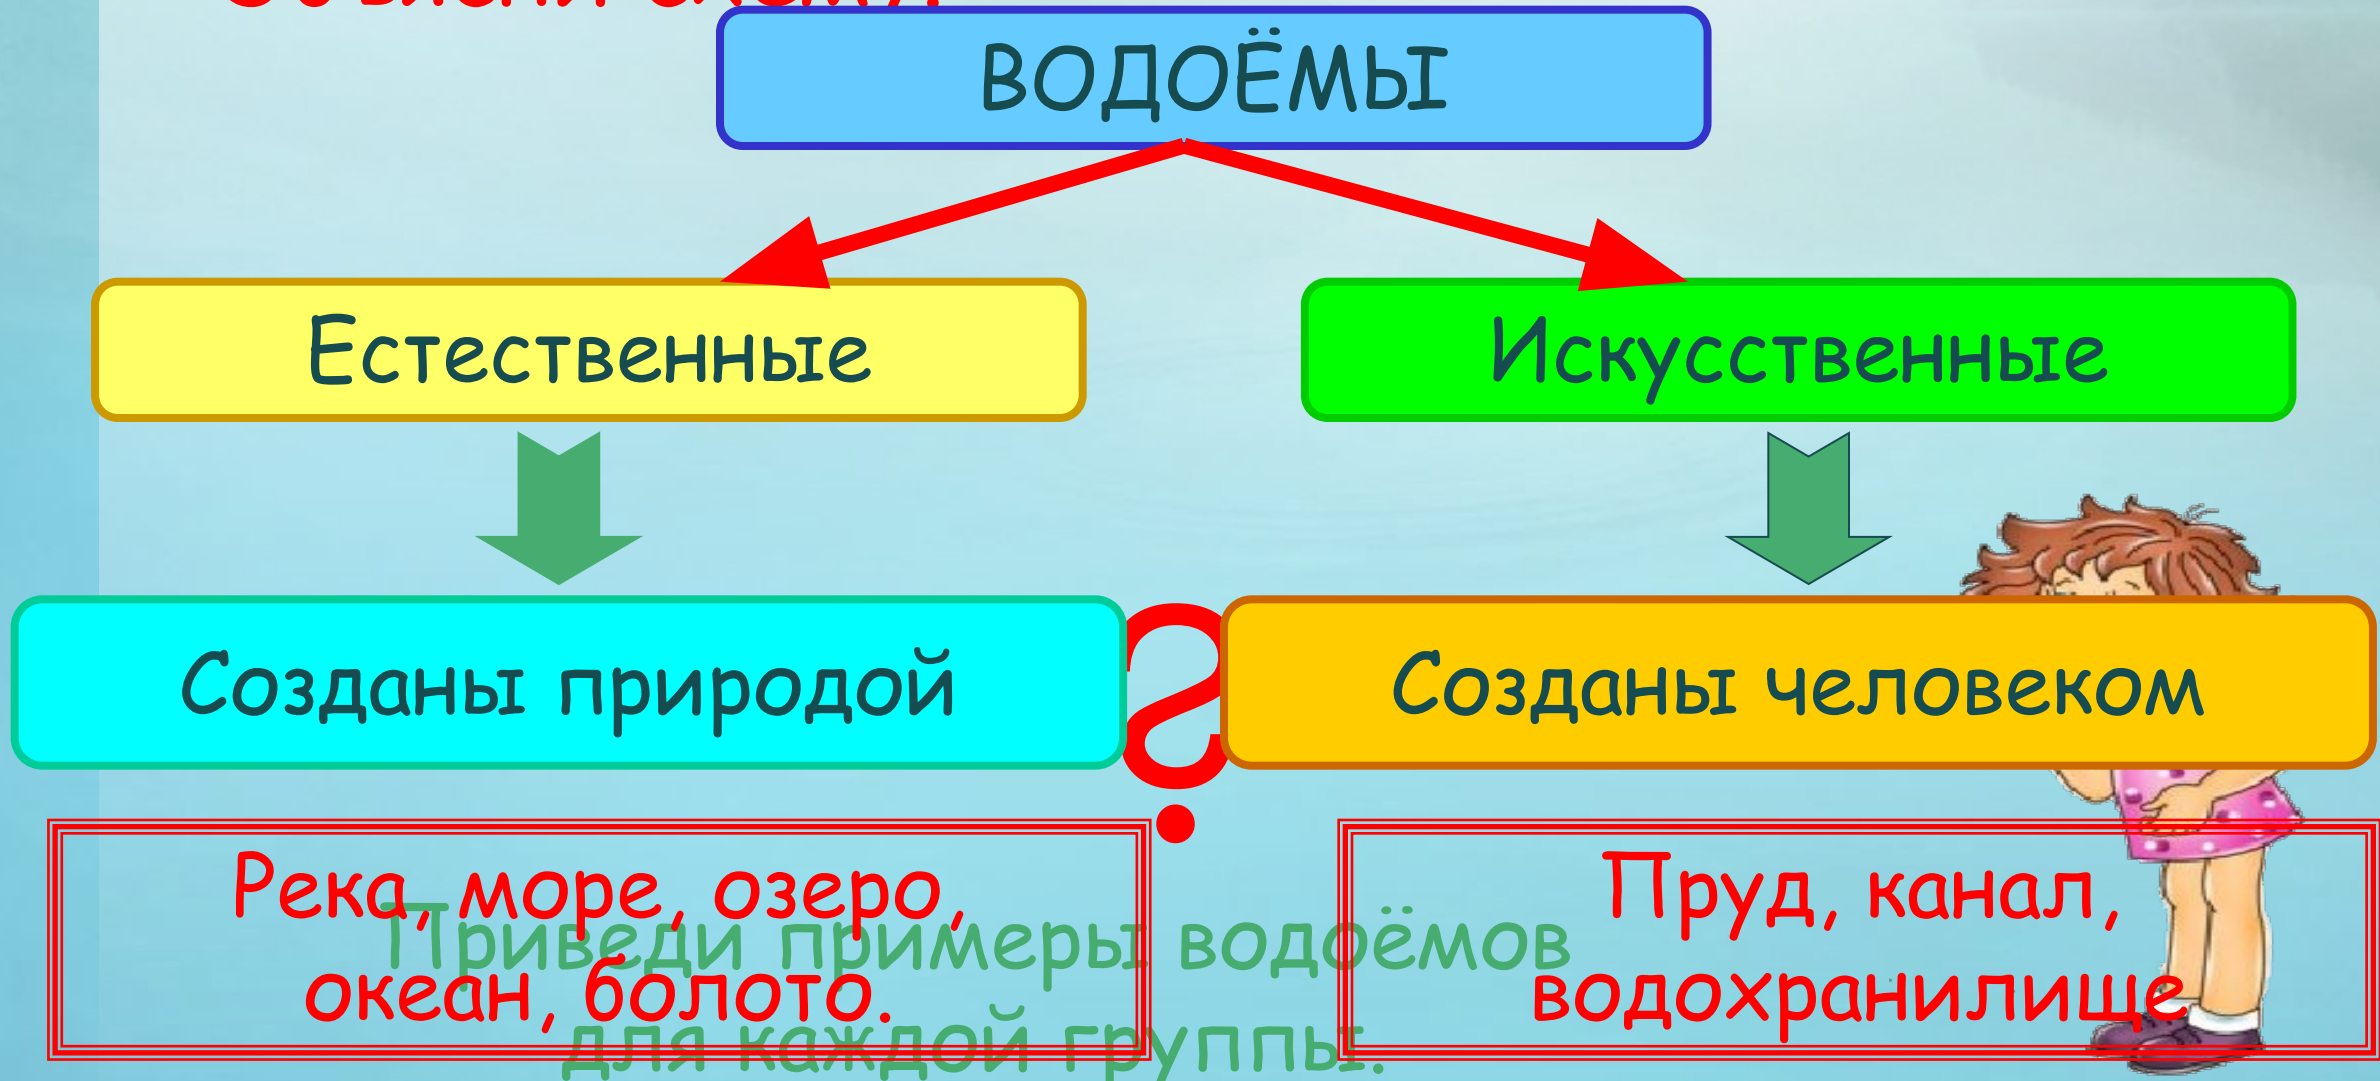 ВОДОЁМЫ
Естественные
Искусственные
Созданы природой
?
Созданы человеком
Река, море, озеро,
океан, болото.
Пруд, канал,
водохранилище
Приведи примеры водоёмов
для каждой группы.